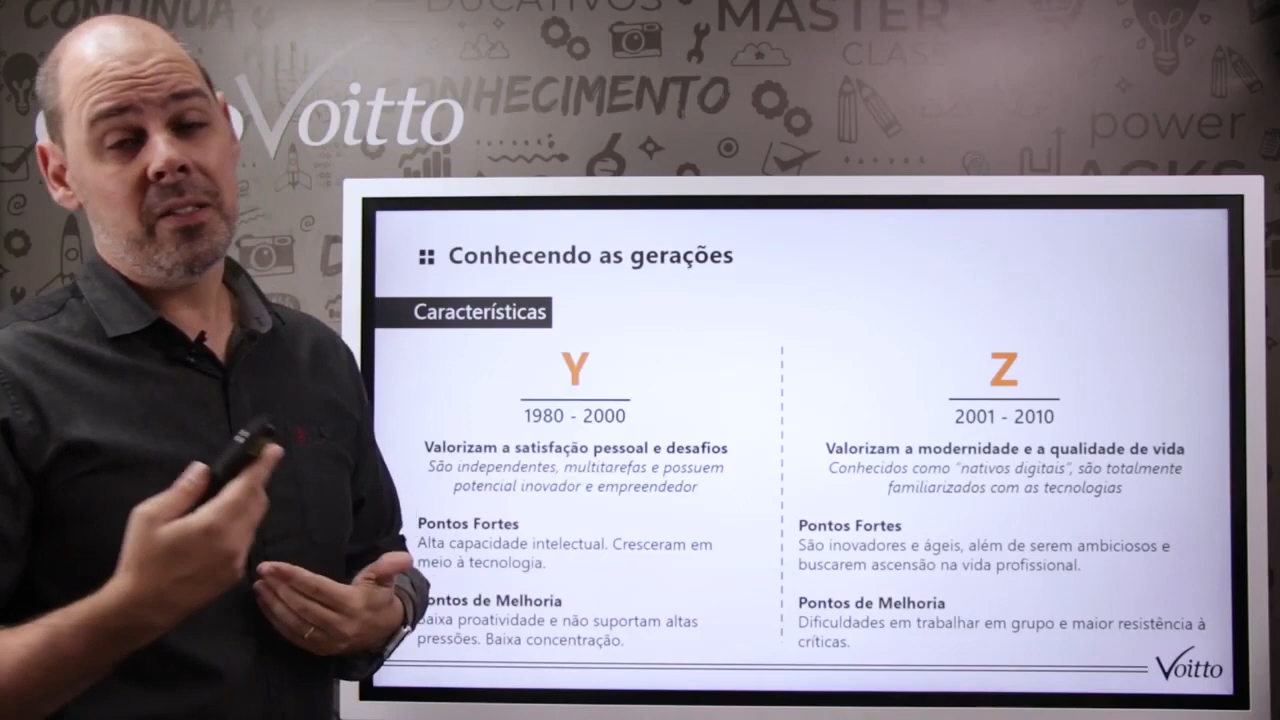 CONTINUA
EDUCATIVOS
MASTER
CLASS
Voitto
CONHECIMENTO
power
HACKS
Conhecendo as gerações
Características
Y
1980 - 2000
Valorizam a satisfação pessoal e desafios
São independentes, multitarefas e possuem
potencial inovador e empreendedor
Pontos Fortes
Alta capacidade intelectual. Cresceram em
meio à tecnologia.
Pontos de Melhoria
Baixa proatividade e não suportam altas
pressões. Baixa concentração.
Z
2001 - 2010
Valorizam a modernidade e a qualidade de vida
Conhecidos como “nativos digitais”, são totalmente
familiarizados com as tecnologias
Pontos Fortes
São inovadores e ágeis, além de serem ambiciosos e
buscarem ascensão na vida profissional.
Pontos de Melhoria
Dificuldades em trabalhar em grupo e maior resistência à
críticas.
Voitto